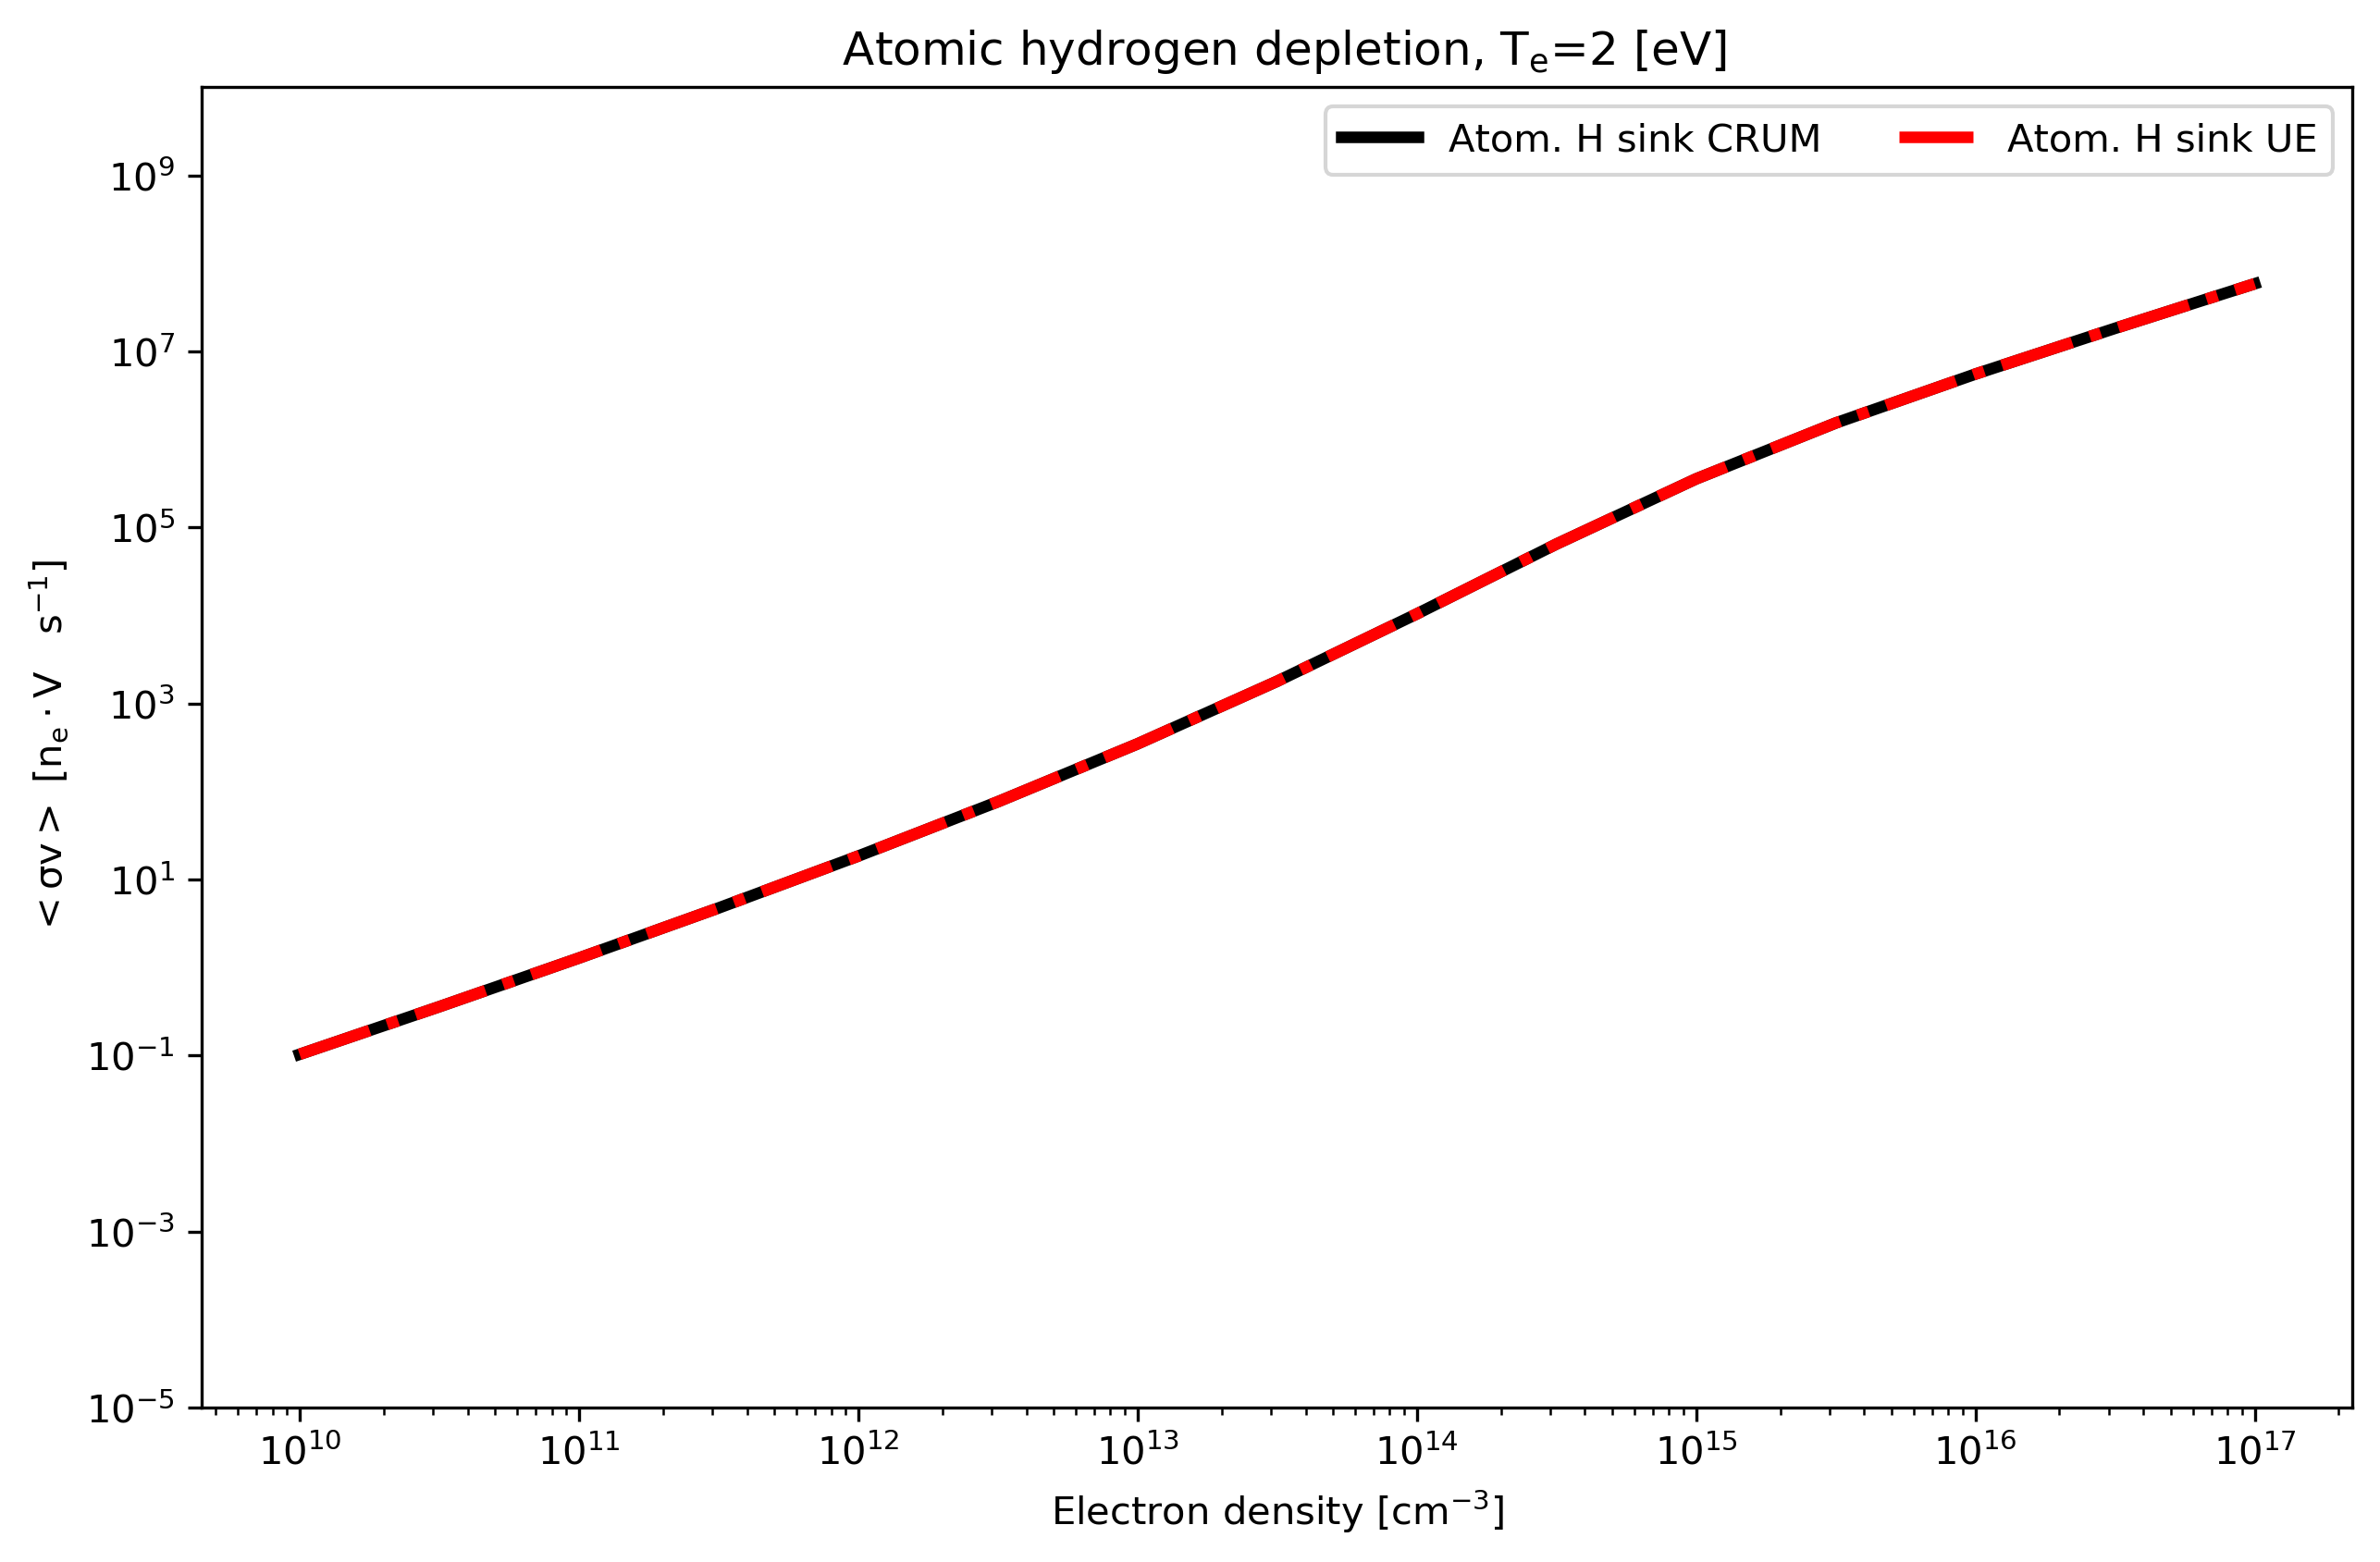 Atomic hydrogen depletion, Tₑ=2 [eV]
Atom. H sink CRUM
Atom. H sink UE
10⁹
10⁷
10⁵
10³
10¹
10⁻¹
10⁻³
10⁻⁵
< σv > [nₑ · V s⁻¹]
10¹⁰ 10¹¹ 10¹² 10¹³ 10¹⁴ 10¹⁵ 10¹⁶ 10¹⁷
Electron density [cm⁻³]